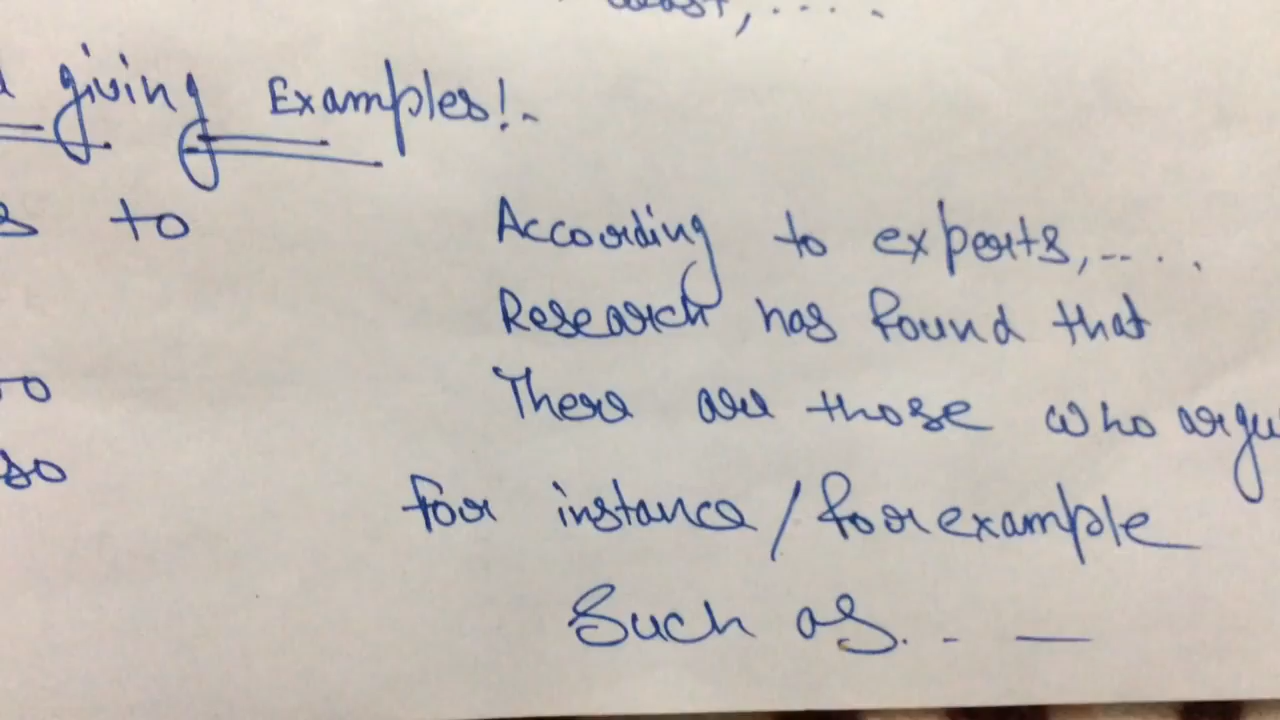 giving Examples!-
to
According to experts,-- . . .
Research has found that
There are those who argu
so
for instance / for example
Such as. . - —